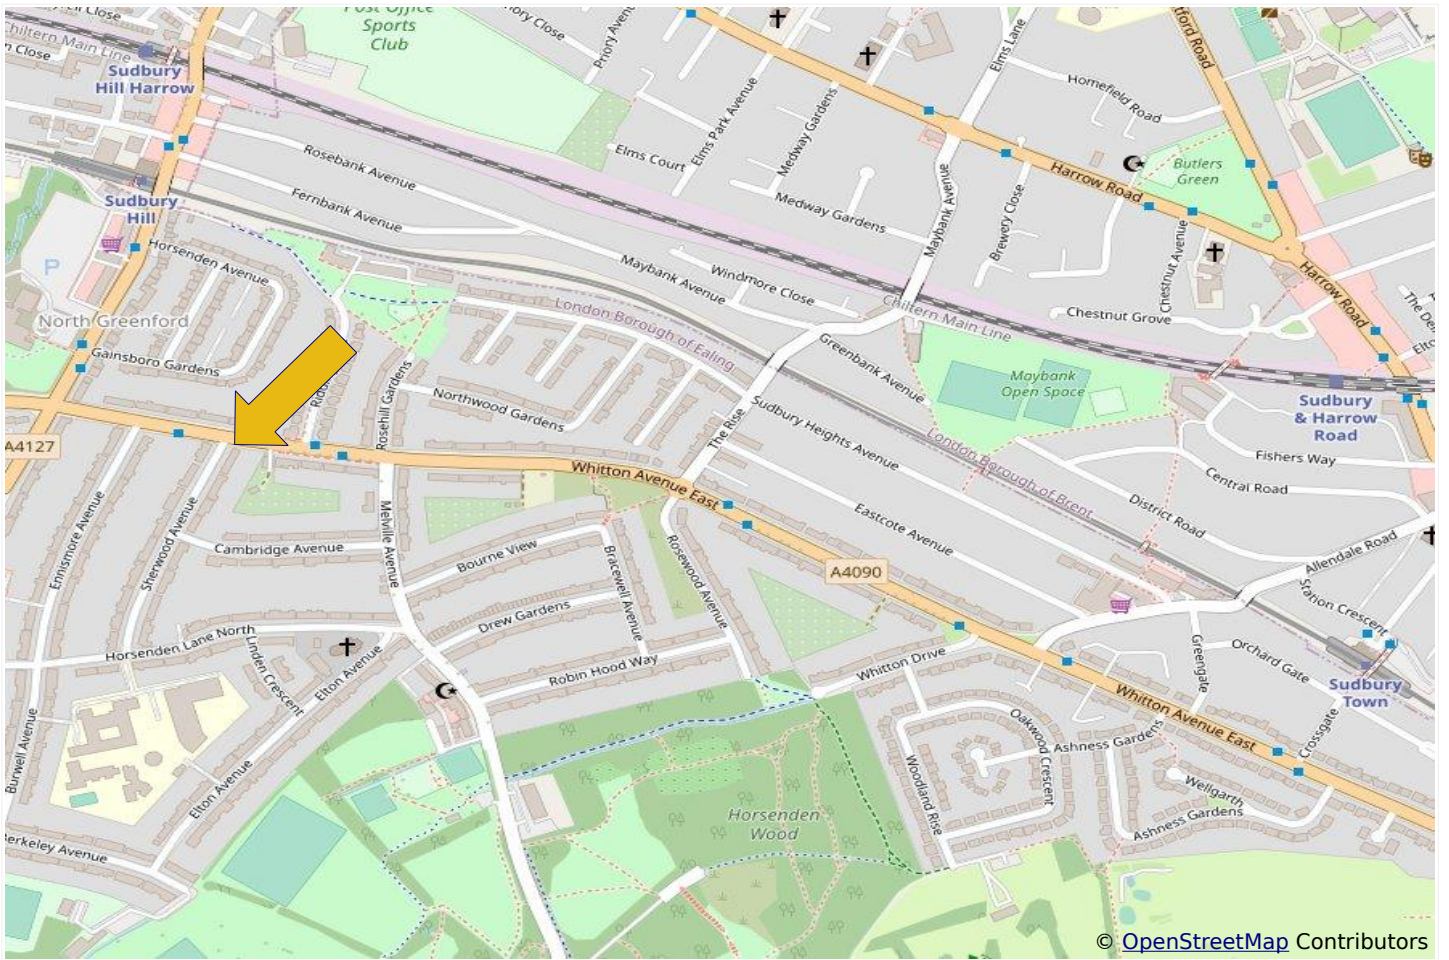 Post Office
Sports
Club
Priory Avenue
Elms Lane
Chiltern Main Line
Sudbury
Hill Harrow
Homefield Road
Elms Park Avenue
Medway Gardens
Elms Court
Rosebank Avenue
Harrow Road
Butlers
Green
Fernbank Avenue
Medway Gardens
Maybank Avenue
Brewery Close
Sudbury
Hill
Horsenden Avenue
P
Maybank Avenue
Windmore Close
Chestnut Avenue
Harrow Road
London Borough of Ealing
Chiltern Main Line
Chestnut Grove
North Greenford
Gainsboro Gardens
Greenbank Avenue
Maybank
Open Space
Sudbury
& Harrow
Road
Rosehill Gardens
Northwood Gardens
The Rise
Sudbury Heights Avenue
London Borough of Brent
A4127
Whitton Avenue East
Fishers Way
Central Road
District Road
Ennismore Avenue
Sherwood Avenue
Cambridge Avenue
Melville Avenue
Bourne View
Bracewell Avenue
Rosewood Avenue
Eastcote Avenue
A4090
Allendale Road
Station Crescent
Drew Gardens
Horsenden Lane North
Linden Crescent
Elton Avenue
Robin Hood Way
Whitton Drive
Greengate
Orchard Gate
Sudbury
Town
Whitton Avenue East
Crossgate
Burwell Avenue
Elton Avenue
Oakwood Crescent
Ashness Gardens
Woodland Rise
Wellgarth
Ashness Gardens
Horsenden
Wood
erkeley Avenue
© OpenStreetMap Contributors